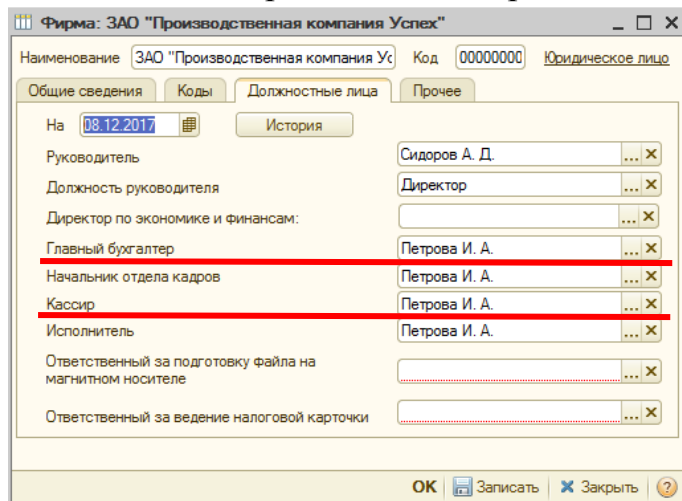 Фирма: ЗАО "Производственная компания Успех"
Наименование ЗАО "Производственная компания Ус Код 00000000 Юридическое лицо
Общие сведения Коды Должностные лица Прочее
На 08.12.2017 История
Руководитель Сидоров А. Д. ...
Должность руководителя Директор ...
Директор по экономике и финансам: ...
Главный бухгалтер Петрова И. А. ...
Начальник отдела кадров Петрова И. А. ...
Кассир Петрова И. А. ...
Исполнитель Петрова И. А. ...
Ответственный за подготовку файла на
магнитном носителе ...
Ответственный за ведение налоговой карточки ...
OK Записать Закрыть ?